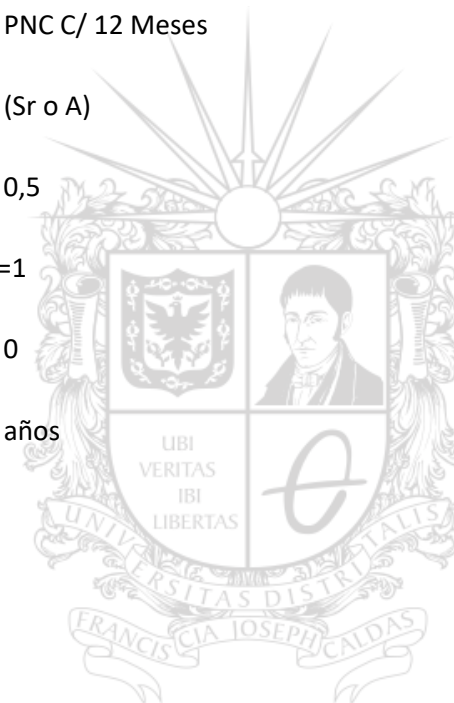 PNC C/ 12 Meses
(Sr o A)
0,5
=1
0
años
UBI
VERITAS
IBI
LIBERTAS
UNIVERSITAS DISTRITALIS
FRANCISCIA JOSEPH CALDAS